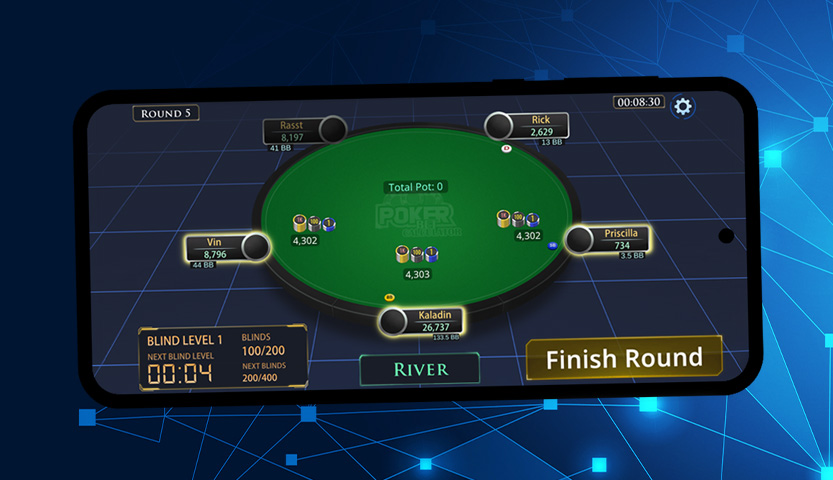 ROUND 5
00:08:30
Rasst
8,197
41 BB
Rick
2,629
13 BB
Total Pot: 0
POKER
4,302
4,302
4,303
Vin
8,796
44 BB
Priscilla
734
3.5 BB
Kaladin
26,737
133.5 BB
BLIND LEVEL 1
NEXT BLIND LEVEL
00:04
BLINDS
100/200
NEXT BLINDS
200/400
RIVER
Finish Round